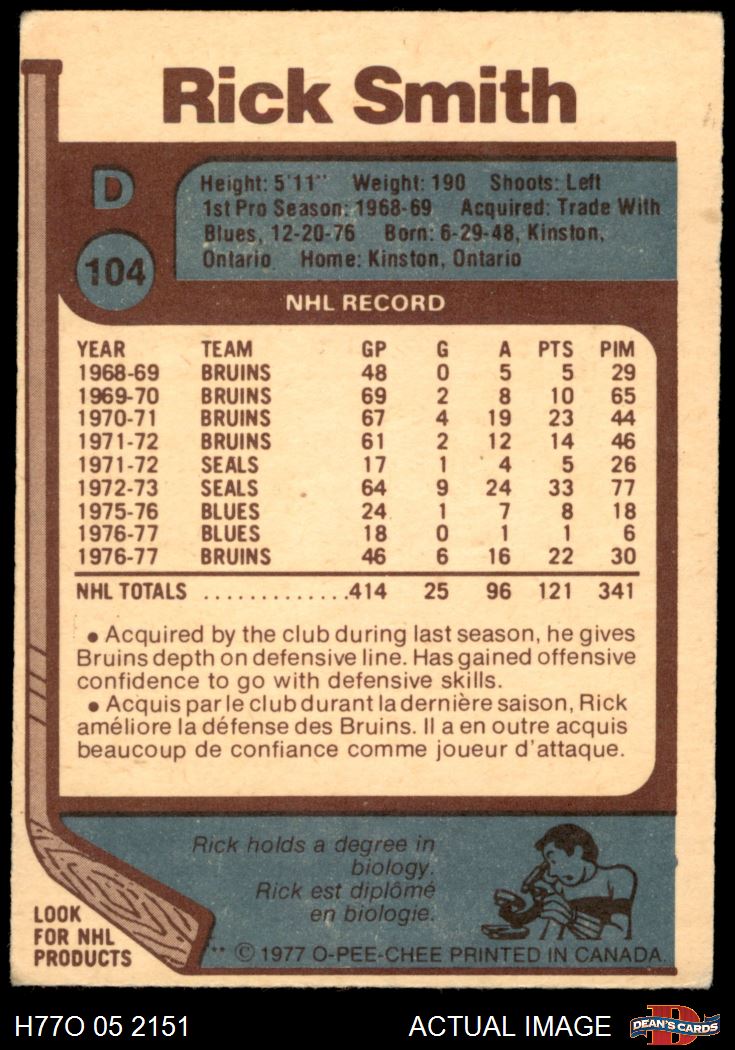 Rick Smith
D
104
Height: 5'11" Weight: 190 Shoots: Left
1st Pro Season: 1968-69 Acquired: Trade With
Blues, 12-20-76 Born: 6-29-48, Kinston,
Ontario Home: Kinston, Ontario
NHL RECORD
YEAR TEAM GP G A PTS PIM
1968-69 BRUINS 48 0 5 5 29
1969-70 BRUINS 69 2 8 10 65
1970-71 BRUINS 67 4 19 23 44
1971-72 BRUINS 61 2 12 14 46
1971-72 SEALS 17 1 4 5 26
1972-73 SEALS 64 9 24 33 77
1975-76 BLUES 24 1 7 8 18
1976-77 BLUES 18 0 1 1 6
1976-77 BRUINS 46 6 16 22 30
NHL TOTALS .............414 25 96 121 341
• Acquired by the club during last season, he gives
Bruins depth on defensive line. Has gained offensive
confidence to go with defensive skills.
• Acquis par le club durant la dernière saison, Rick
améliore la défense des Bruins. Il a en outre acquis
beaucoup de confiance comme joueur d'attaque.
Rick holds a degree in
biology.
Rick est diplômé
en biologie.
LOOK
FOR NHL
PRODUCTS
** © 1977 O-PEE-CHEE PRINTED IN CANADA.
H77O 05 2151
ACTUAL IMAGE
DEAN'S CARDS